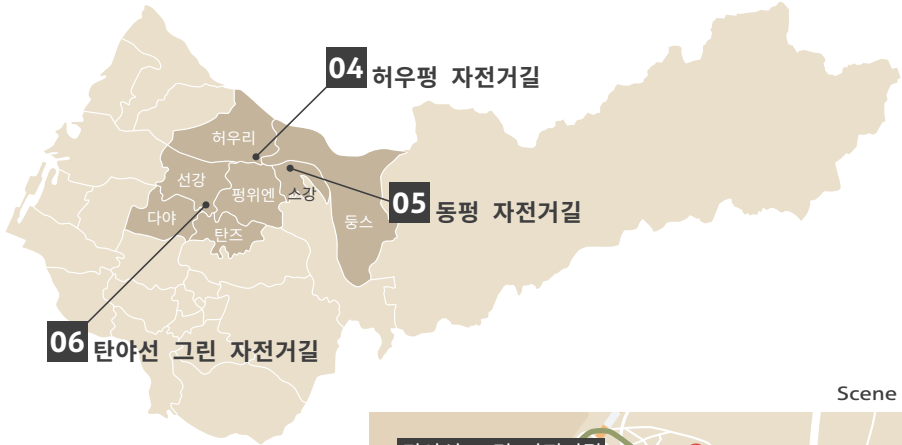 04 허우펑 자전거길
허우리
선강
펑위엔
스강
05 동펑 자전거길
다야
둥스
탄즈
06 탄야선 그린 자전거길
Scene